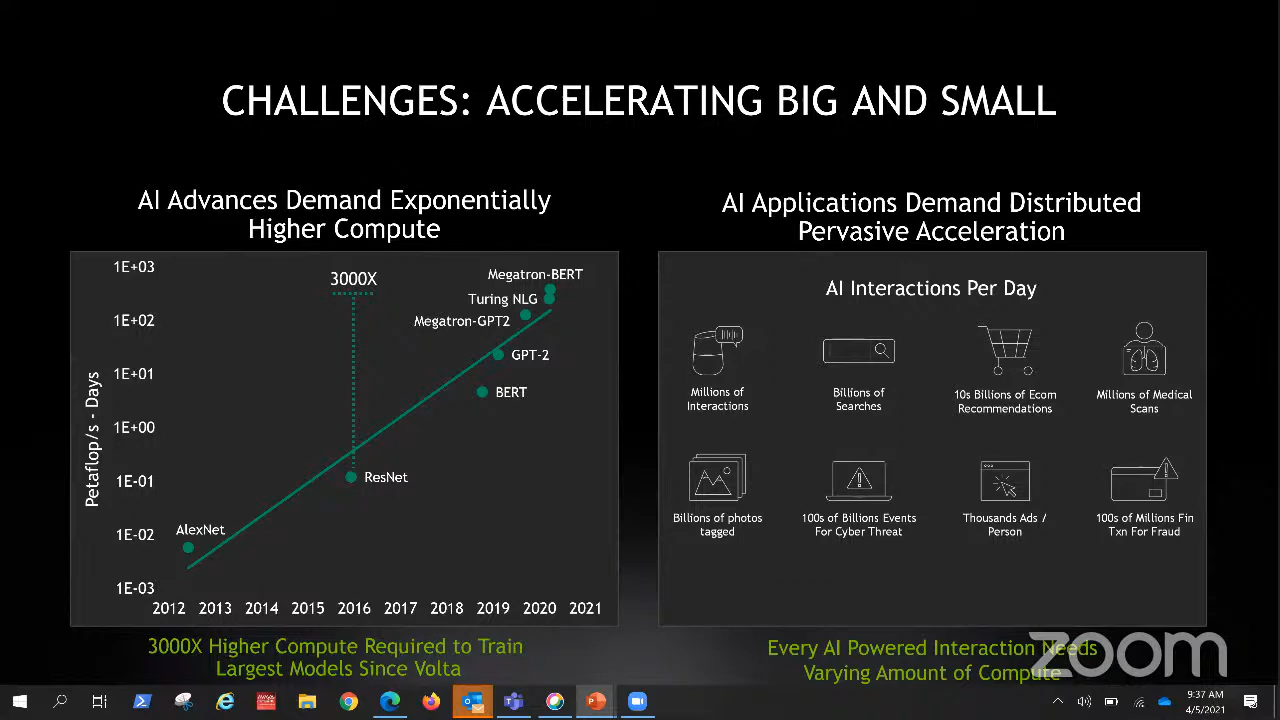 CHALLENGES: ACCELERATING BIG AND SMALL
AI Advances Demand Exponentially
Higher Compute
1E+03
1E+02
1E+01
1E+00
1E-01
1E-02
1E-03
Petaflop/s - Days
3000X
Megatron-BERT
Turing NLG
Megatron-GPT2
GPT-2
BERT
ResNet
AlexNet
2012 2013 2014 2015 2016 2017 2018 2019 2020 2021
3000X Higher Compute Required to Train
Largest Models Since Volta
AI Applications Demand Distributed
Pervasive Acceleration
AI Interactions Per Day
Millions of
Interactions
Billions of
Searches
10s Billions of Ecom
Recommendations
Millions of Medical
Scans
Billions of photos
tagged
100s of Billions Events
For Cyber Threat
Thousands Ads /
Person
100s of Millions Fin
Txn For Fraud
Every AI Powered Interaction Needs
Varying Amount of Compute
zoom
9:37 AM
4/5/2021